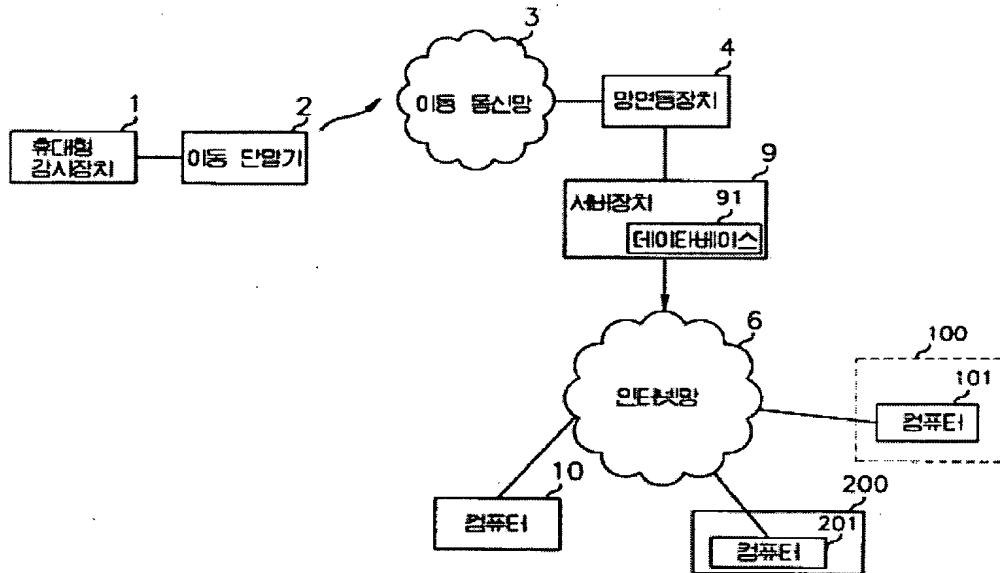 3
이동 통신망
4
망연동장치
1
휴대형
감시장치
2
이동 단말기
9
서버장치
91
데이타베이스
6
인터넷망
100
101
컴퓨터
10
컴퓨터
200
201
컴퓨터